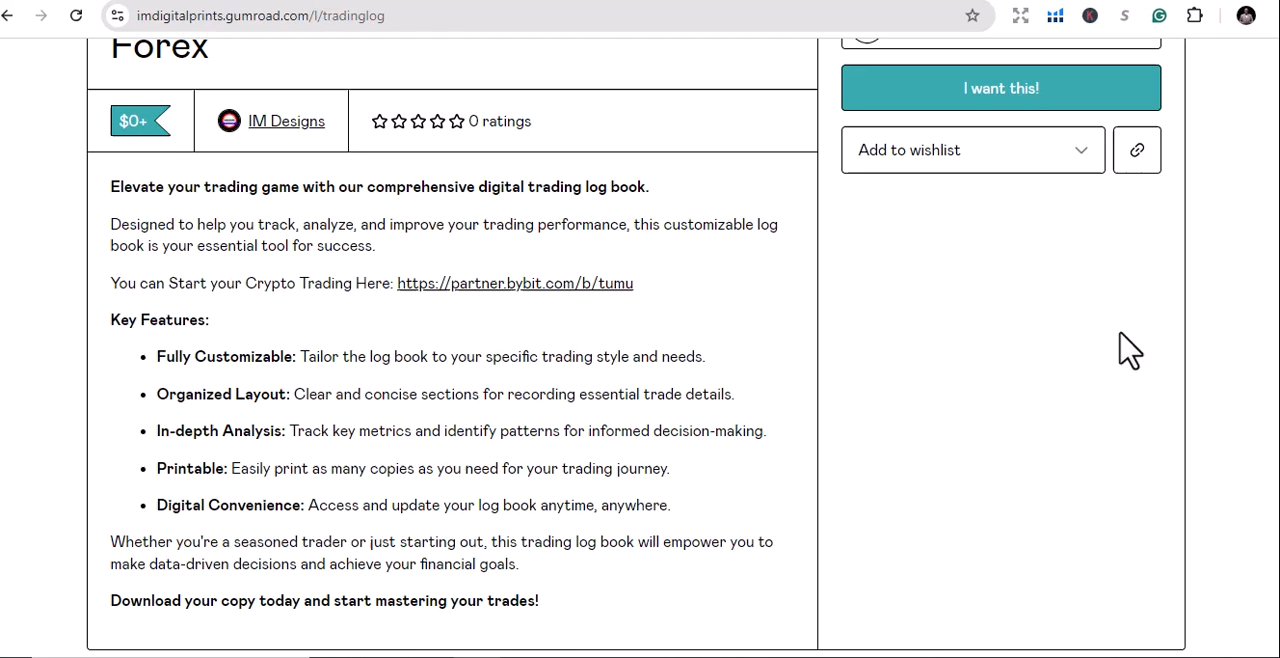 imdigitalprints.gumroad.com/l/tradinglog
Forex
I want this!
$0+
IM Designs
0 ratings
Add to wishlist
Elevate your trading game with our comprehensive digital trading log book.
Designed to help you track, analyze, and improve your trading performance, this customizable log
book is your essential tool for success.
You can Start your Crypto Trading Here: https://partner.bybit.com/b/tumu
Key Features:
• Fully Customizable: Tailor the log book to your specific trading style and needs.
• Organized Layout: Clear and concise sections for recording essential trade details.
• In-depth Analysis: Track key metrics and identify patterns for informed decision-making.
• Printable: Easily print as many copies as you need for your trading journey.
• Digital Convenience: Access and update your log book anytime, anywhere.
Whether you're a seasoned trader or just starting out, this trading log book will empower you to
make data-driven decisions and achieve your financial goals.
Download your copy today and start mastering your trades!